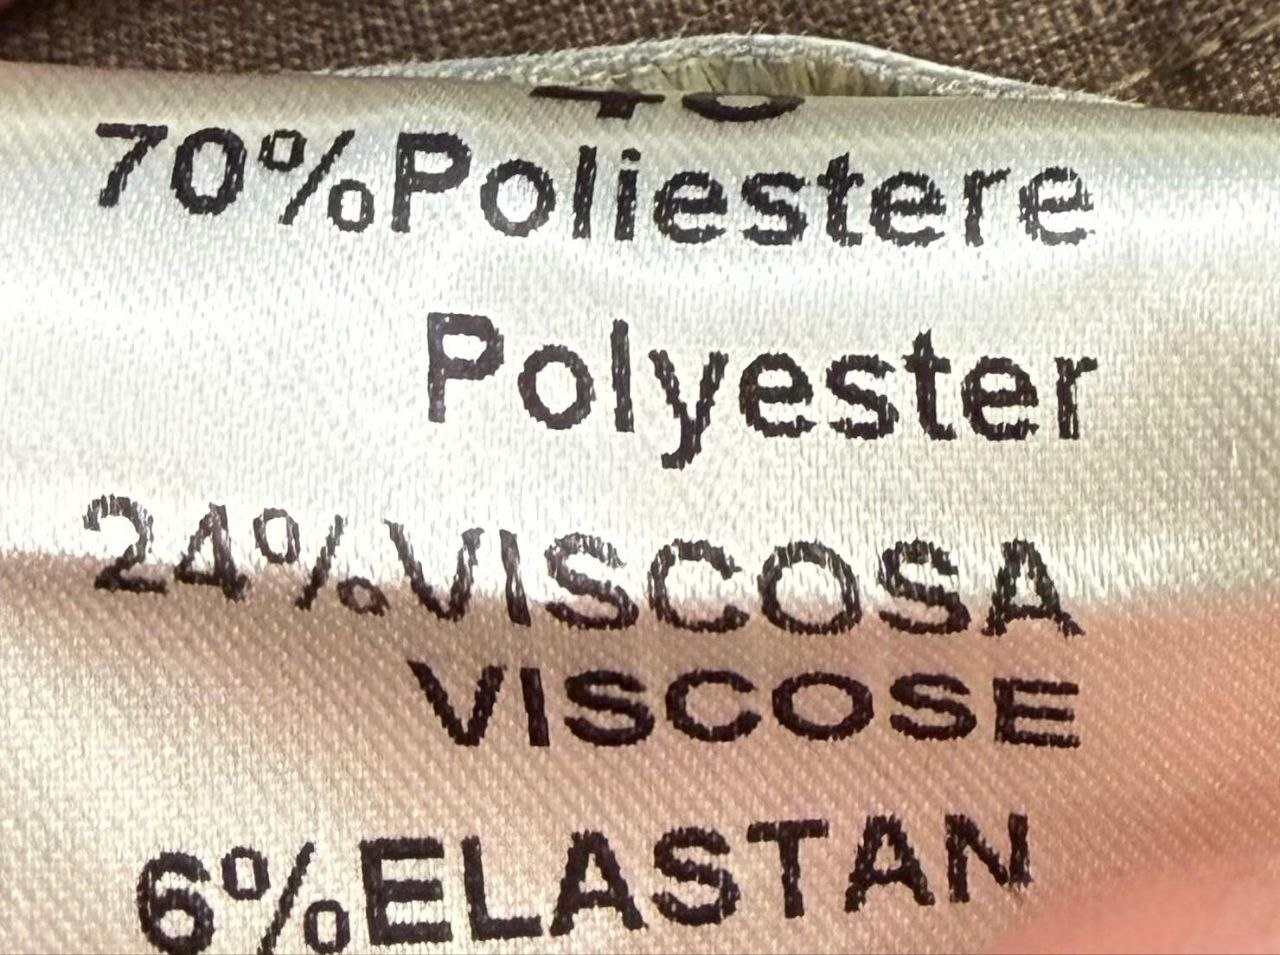 70%Poliestere
Polyester
24%VISCOSA
VISCOSE
6%ELASTAN